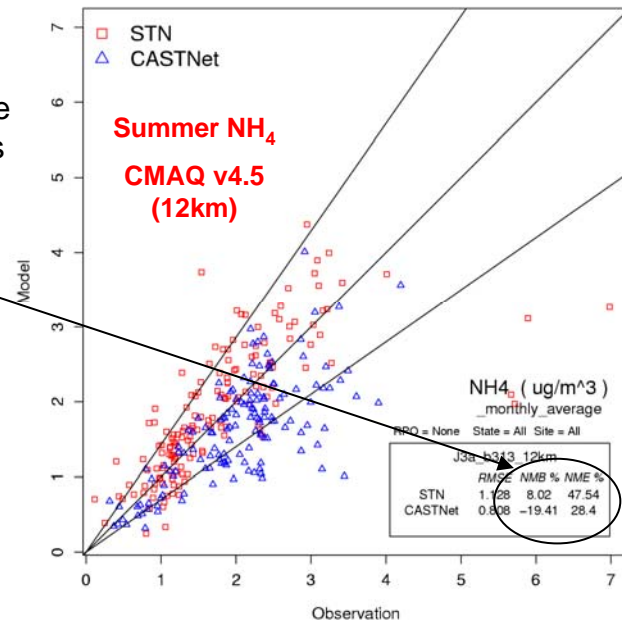 STN
CASTNet
e
s
Summer NH4
CMAQ v4.5
(12km)
7
6
5
4
3
2
1
0
Model
NH4 ( ug/m^3 )
_monthly_average
RPO = None State = All Site = All
J3a_b313_12km
RMSE NMB % NME %
STN 1.128 8.02 47.54
CASTNet 0.808 −19.41 28.4
0 1 2 3 4 5 6 7
Observation